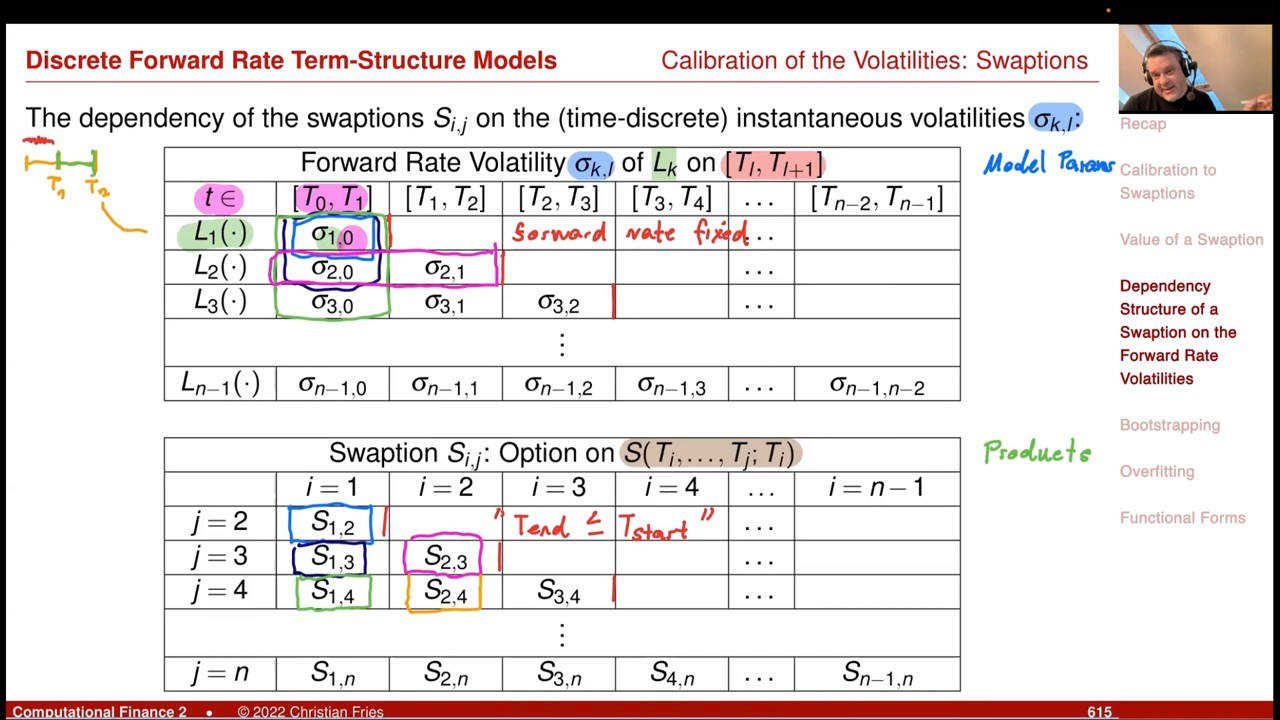 Discrete Forward Rate Term-Structure Models Calibration of the Volatilities: Swaptions
The dependency of the swaptions S_{i,j} on the (time-discrete) instantaneous volatilities σ_{k,l}:
T_1 T_2
Forward Rate Volatility σ_{k,l} of L_k on [T_l, T_{l+1}] Model Params
t ∈ [T_0, T_1] [T_1, T_2] [T_2, T_3] [T_3, T_4] ... [T_{n−2}, T_{n−1}]
L_1(·) σ_{1,0} forward rate fixed ...
L_2(·) σ_{2,0} σ_{2,1} ...
L_3(·) σ_{3,0} σ_{3,1} σ_{3,2} ...
⋮
L_{n−1}(·) σ_{n−1,0} σ_{n−1,1} σ_{n−1,2} σ_{n−1,3} ... σ_{n−1,n−2}
Swaption S_{i,j}: Option on S(T_i, ..., T_j; T_i) Products
i = 1 i = 2 i = 3 i = 4 ... i = n − 1
j = 2 S_{1,2} " Tend ≤ Tstart " ...
j = 3 S_{1,3} S_{2,3} ...
j = 4 S_{1,4} S_{2,4} S_{3,4} ...
⋮
j = n S_{1,n} S_{2,n} S_{3,n} S_{4,n} ... S_{n−1,n}
Recap
Calibration to
Swaptions
Value of a Swaption
Dependency
Structure of a
Swaption on the
Forward Rate
Volatilities
Bootstrapping
Overfitting
Functional Forms
Computational Finance 2 • © 2022 Christian Fries 615